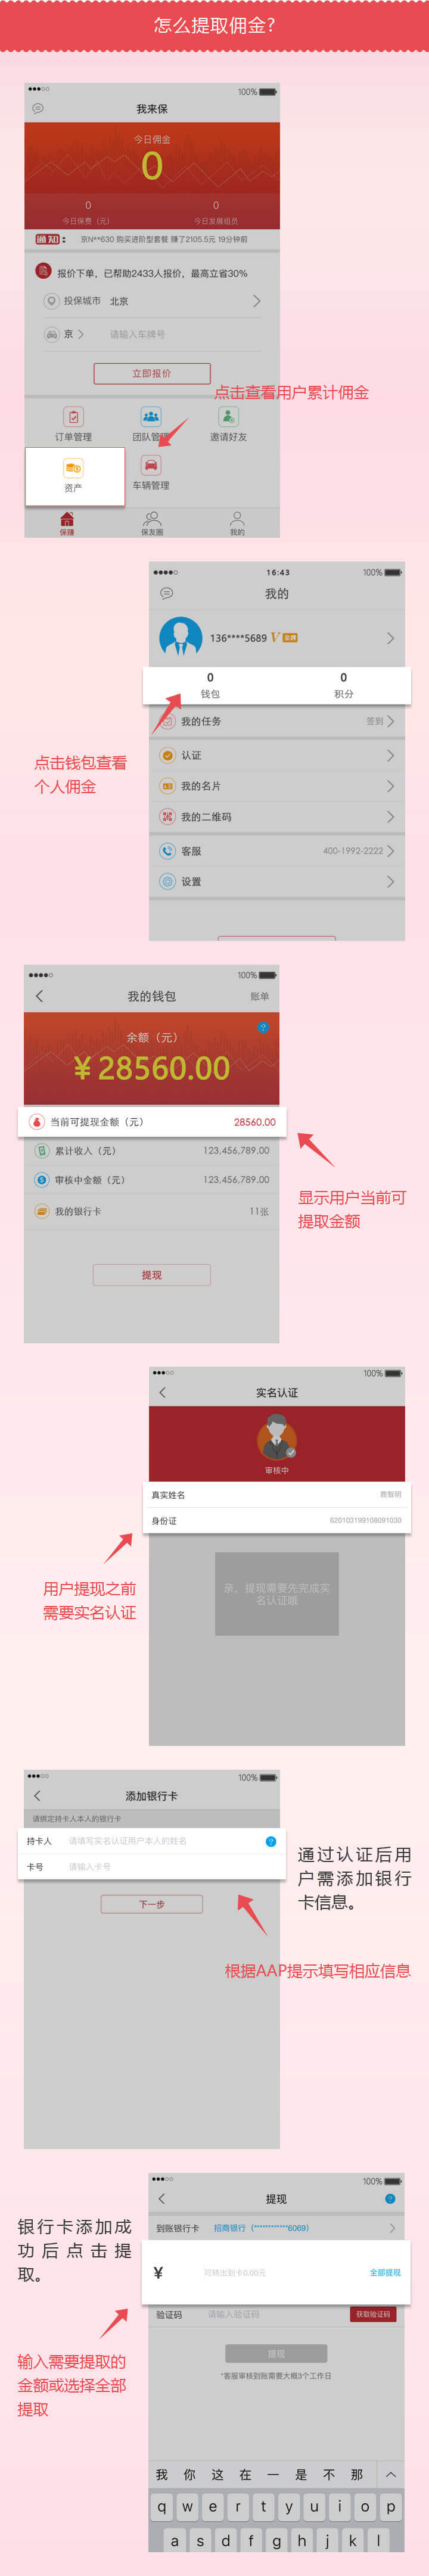 怎么提取佣金?
100%
我来保
今日佣金
0
0 0
今日保费（元） 今日发展组员
通知： 京N**630 购买进阶型套餐 赚了2105.5元 19分钟前
报价下单，已帮助2433人报价，最高立省30%
投保城市 北京
京 请输入车牌号
立即报价
点击查看用户累计佣金
订单管理 团队管理 邀请好友
资产 车辆管理
保赚 保友圈 我的
16:43 100%
我的
136****5689 V 金牌
0 0
钱包 积分
我的任务 签到
点击钱包查看
个人佣金
认证
我的名片
我的二维码
客服 400-1992-2222
设置
100%
我的钱包 账单
余额（元） ?
¥28560.00
当前可提现金额（元） 28560.00
累计收入（元） 123,456,789.00
审核中金额（元） 123,456,789.00
我的银行卡 11张
显示用户当前可
提取金额
提现
100%
实名认证
审核中
真实姓名
身份证 620103199108091030
亲，提现需要先完成实
名认证哦
用户提现之前
需要实名认证
100%
添加银行卡
请绑定持卡人本人的银行卡
持卡人 请填写实名认证用户本人的姓名 ?
卡号 请输入卡号
下一步
通过认证后用
户需添加银行
卡信息。
根据AAP提示填写相应信息
100%
提现 ?
到账银行卡 招商银行（************6069）
¥ 可转出到卡0.00元 全部提现
验证码 请输入验证码 获取验证码
提现
*客服审核到账需要大概3个工作日
银行卡添加成
功后点击提
取。
输入需要提取的
金额或选择全部
提取
我 你 这 在 一 是 不 那
q w e r t y u i o p
a s d f g h j k l